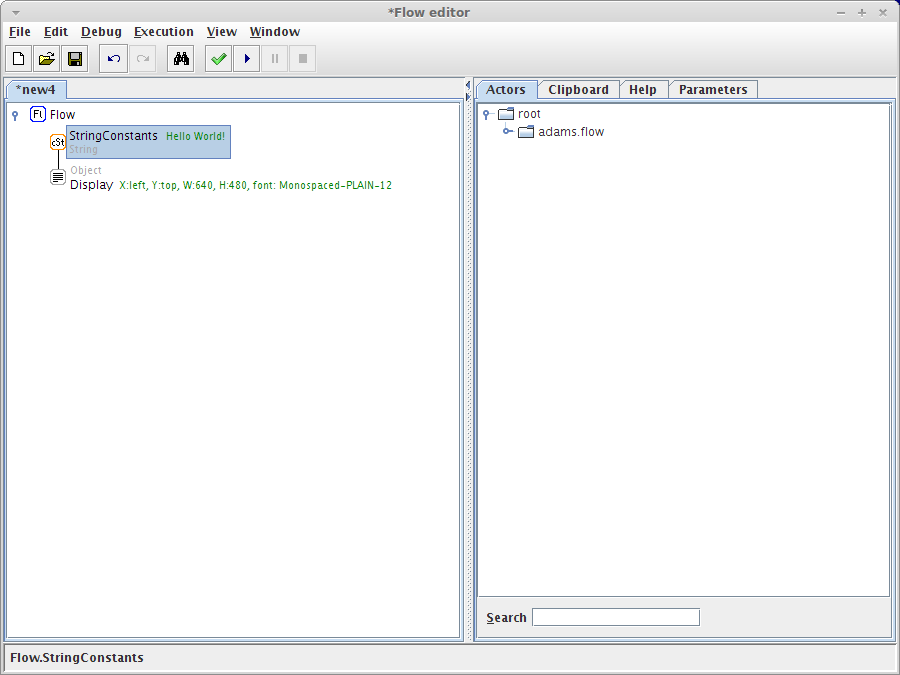 *Flow editor
File Edit Debug Execution View Window
*new4
Fl Flow
cSt StringConstants Hello World!
String
Object
Display X:left, Y:top, W:640, H:480, font: Monospaced-PLAIN-12
Actors Clipboard Help Parameters
root
adams.flow
Search
Flow.StringConstants